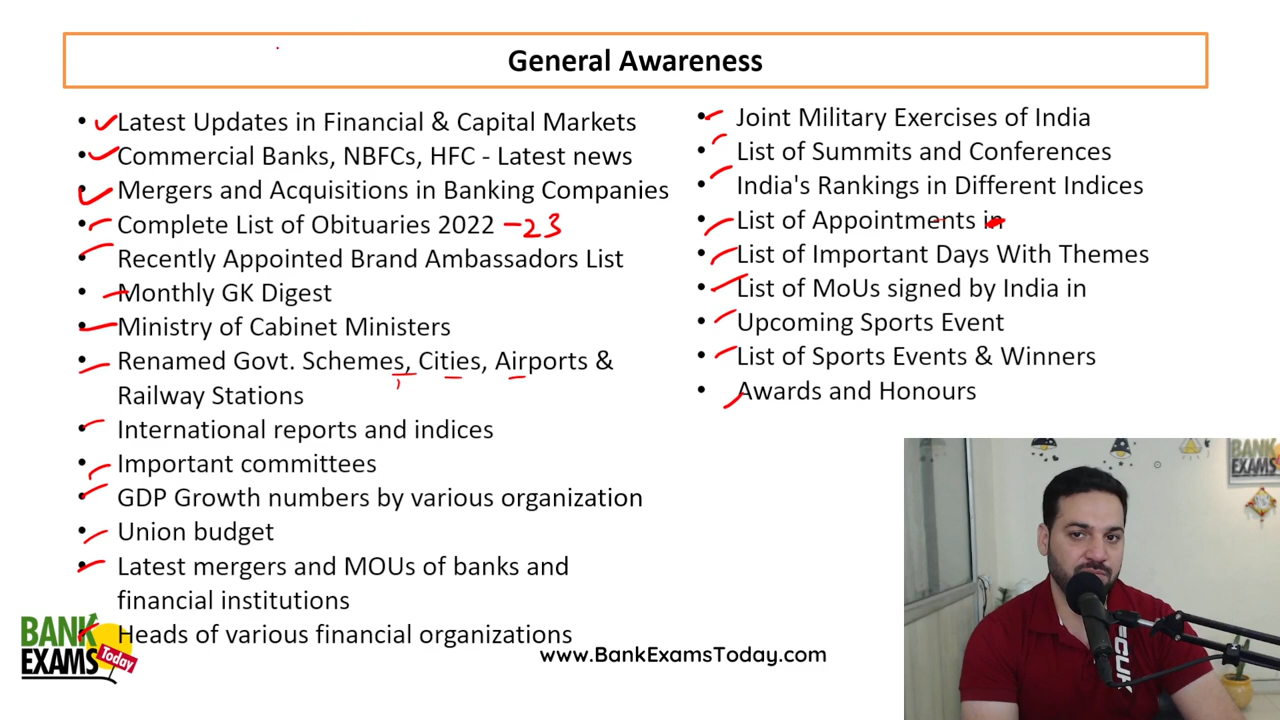 General Awareness
• Latest Updates in Financial & Capital Markets
• Commercial Banks, NBFCs, HFC - Latest news
• Mergers and Acquisitions in Banking Companies
• Complete List of Obituaries 2022 -23
• Recently Appointed Brand Ambassadors List
• Monthly GK Digest
• Ministry of Cabinet Ministers
• Renamed Govt. Schemes, Cities, Airports &
Railway Stations
• International reports and indices
• Important committees
• GDP Growth numbers by various organization
• Union budget
• Latest mergers and MOUs of banks and
financial institutions
• Heads of various financial organizations
• Joint Military Exercises of India
• List of Summits and Conferences
• India's Rankings in Different Indices
• List of Appointments in
• List of Important Days With Themes
• List of MoUs signed by India in
• Upcoming Sports Event
• List of Sports Events & Winners
• Awards and Honours
BANK
EXAMS
Today
www.BankExamsToday.com
BANK
EXAMS